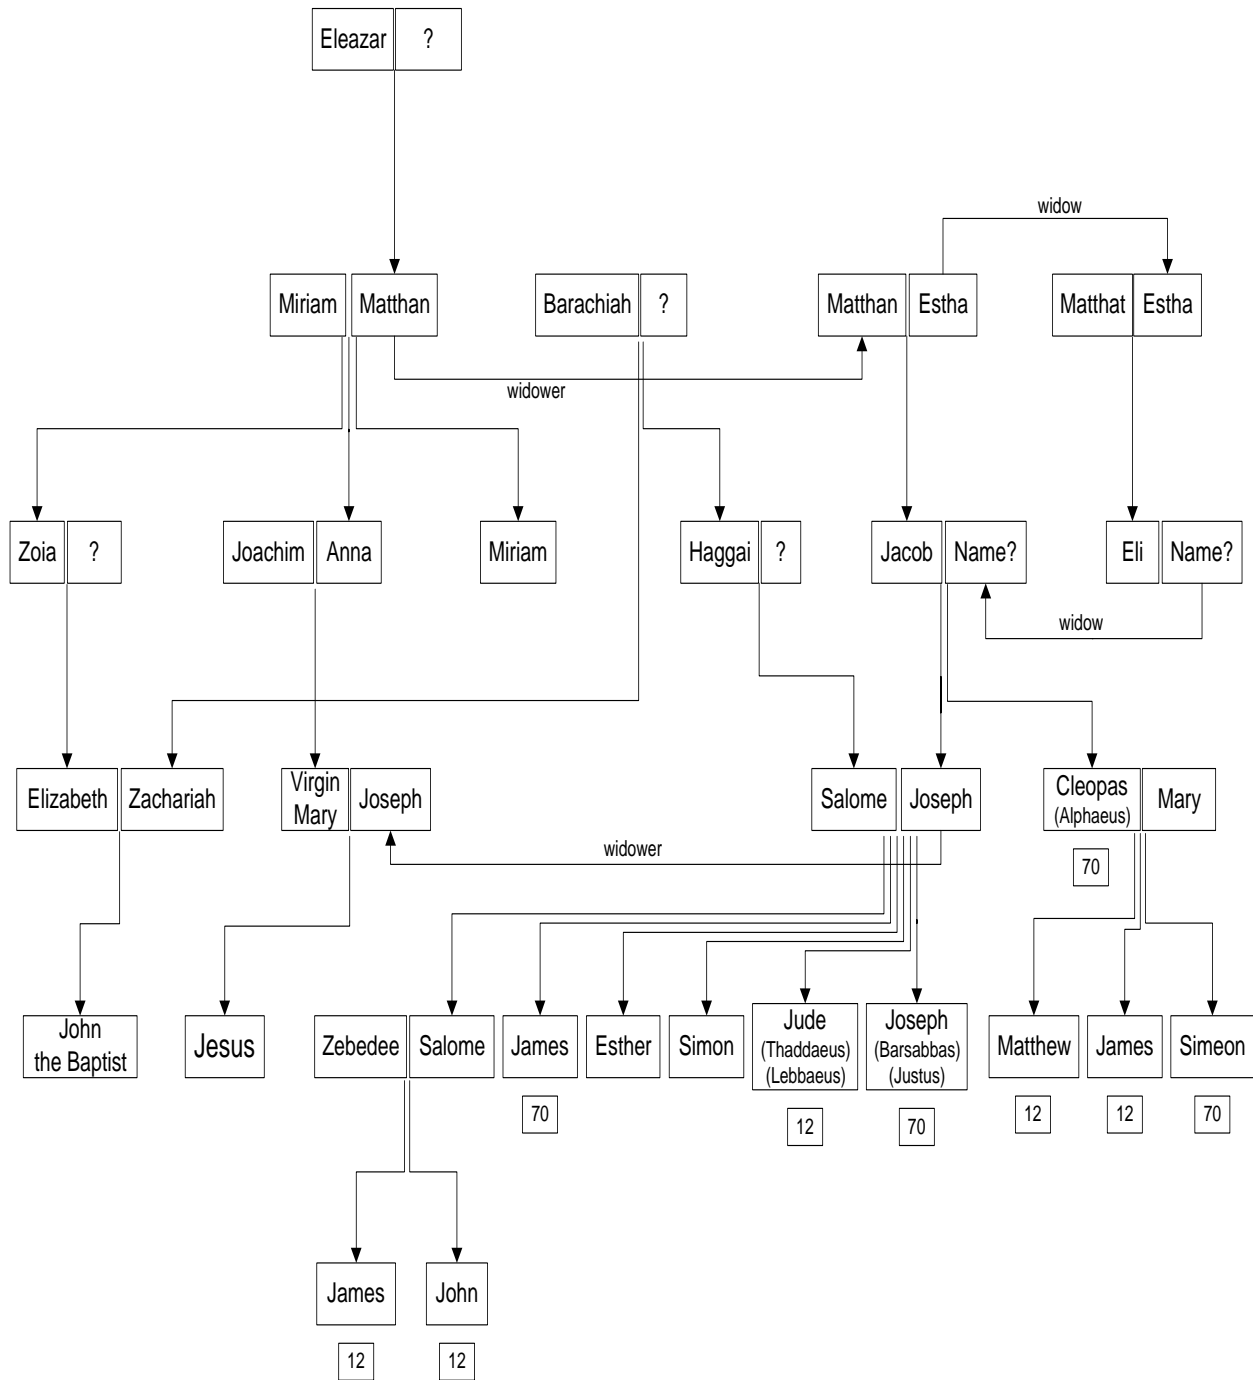 Eleazar
?
widow
Miriam
Matthan
Barachiah
?
Matthan
Estha
Matthat
Estha
widower
Zoia
?
Joachim
Anna
Miriam
Haggai
?
Jacob
Name?
Eli
Name?
widow
Elizabeth
Zachariah
Virgin
Mary
Joseph
Salome
Joseph
Cleopas
(Alphaeus)
Mary
widower
70
John
the Baptist
Jesus
Zebedee
Salome
James
Esther
Simon
Jude
(Thaddaeus)
(Lebbaeus)
Joseph
(Barsabbas)
(Justus)
Matthew
James
Simeon
70
12
70
12
12
70
James
John
12
12